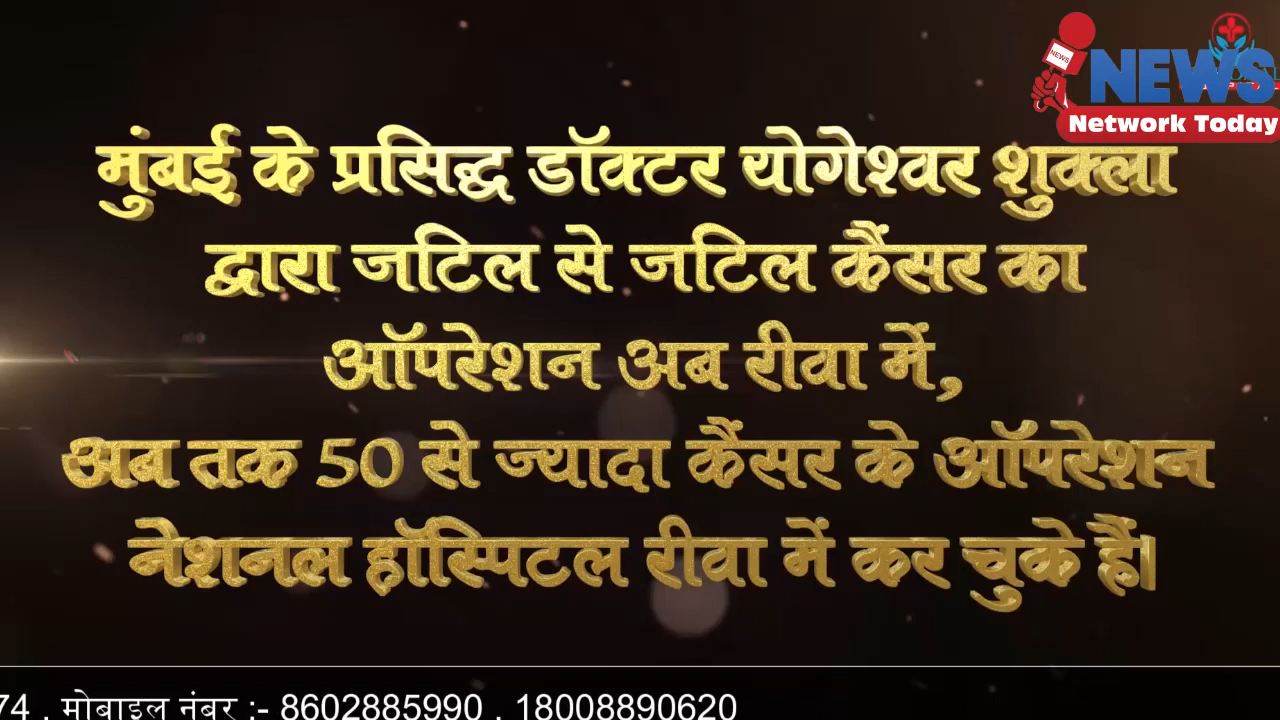 NEWS
NEWS
Network Today
मुंबई के प्रसिद्ध डॉक्टर योगेश्वर शुक्ला
द्वारा जटिल से जटिल कैंसर का
ऑपरेशन अब रीवा में,
अब तक 50 से ज्यादा कैंसर के ऑपरेशन
नेशनल हॉस्पिटल रीवा में कर चुके हैं।
74 , मोबाइल नंबर :- 8602885990 , 18008890620